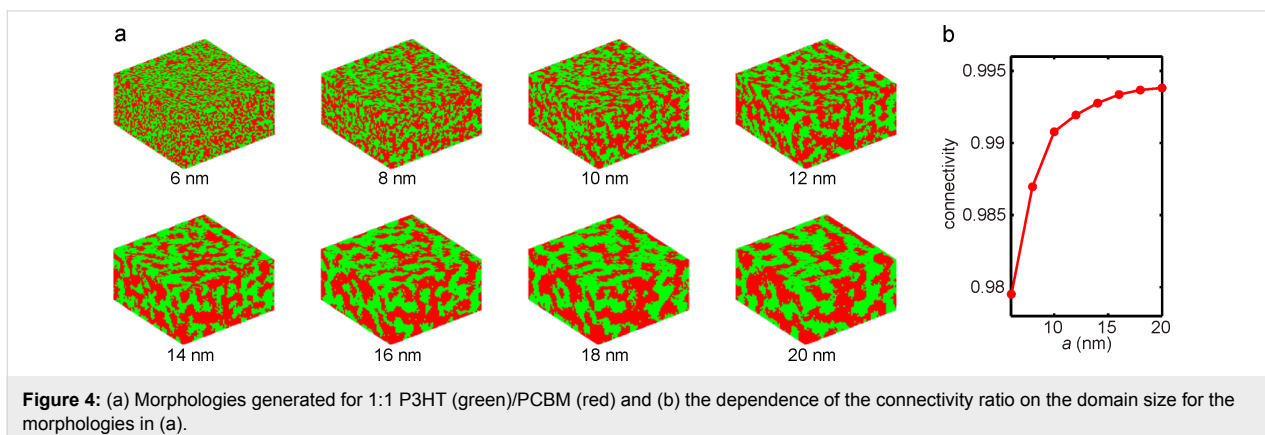 a
6 nm
8 nm
10 nm
12 nm
14 nm
16 nm
18 nm
20 nm
b
connectivity
0.995
0.99
0.985
0.98
10
15
20
a (nm)
Figure 4: (a) Morphologies generated for 1:1 P3HT (green)/PCBM (red) and (b) the dependence of the connectivity ratio on the domain size for the
morphologies in (a).